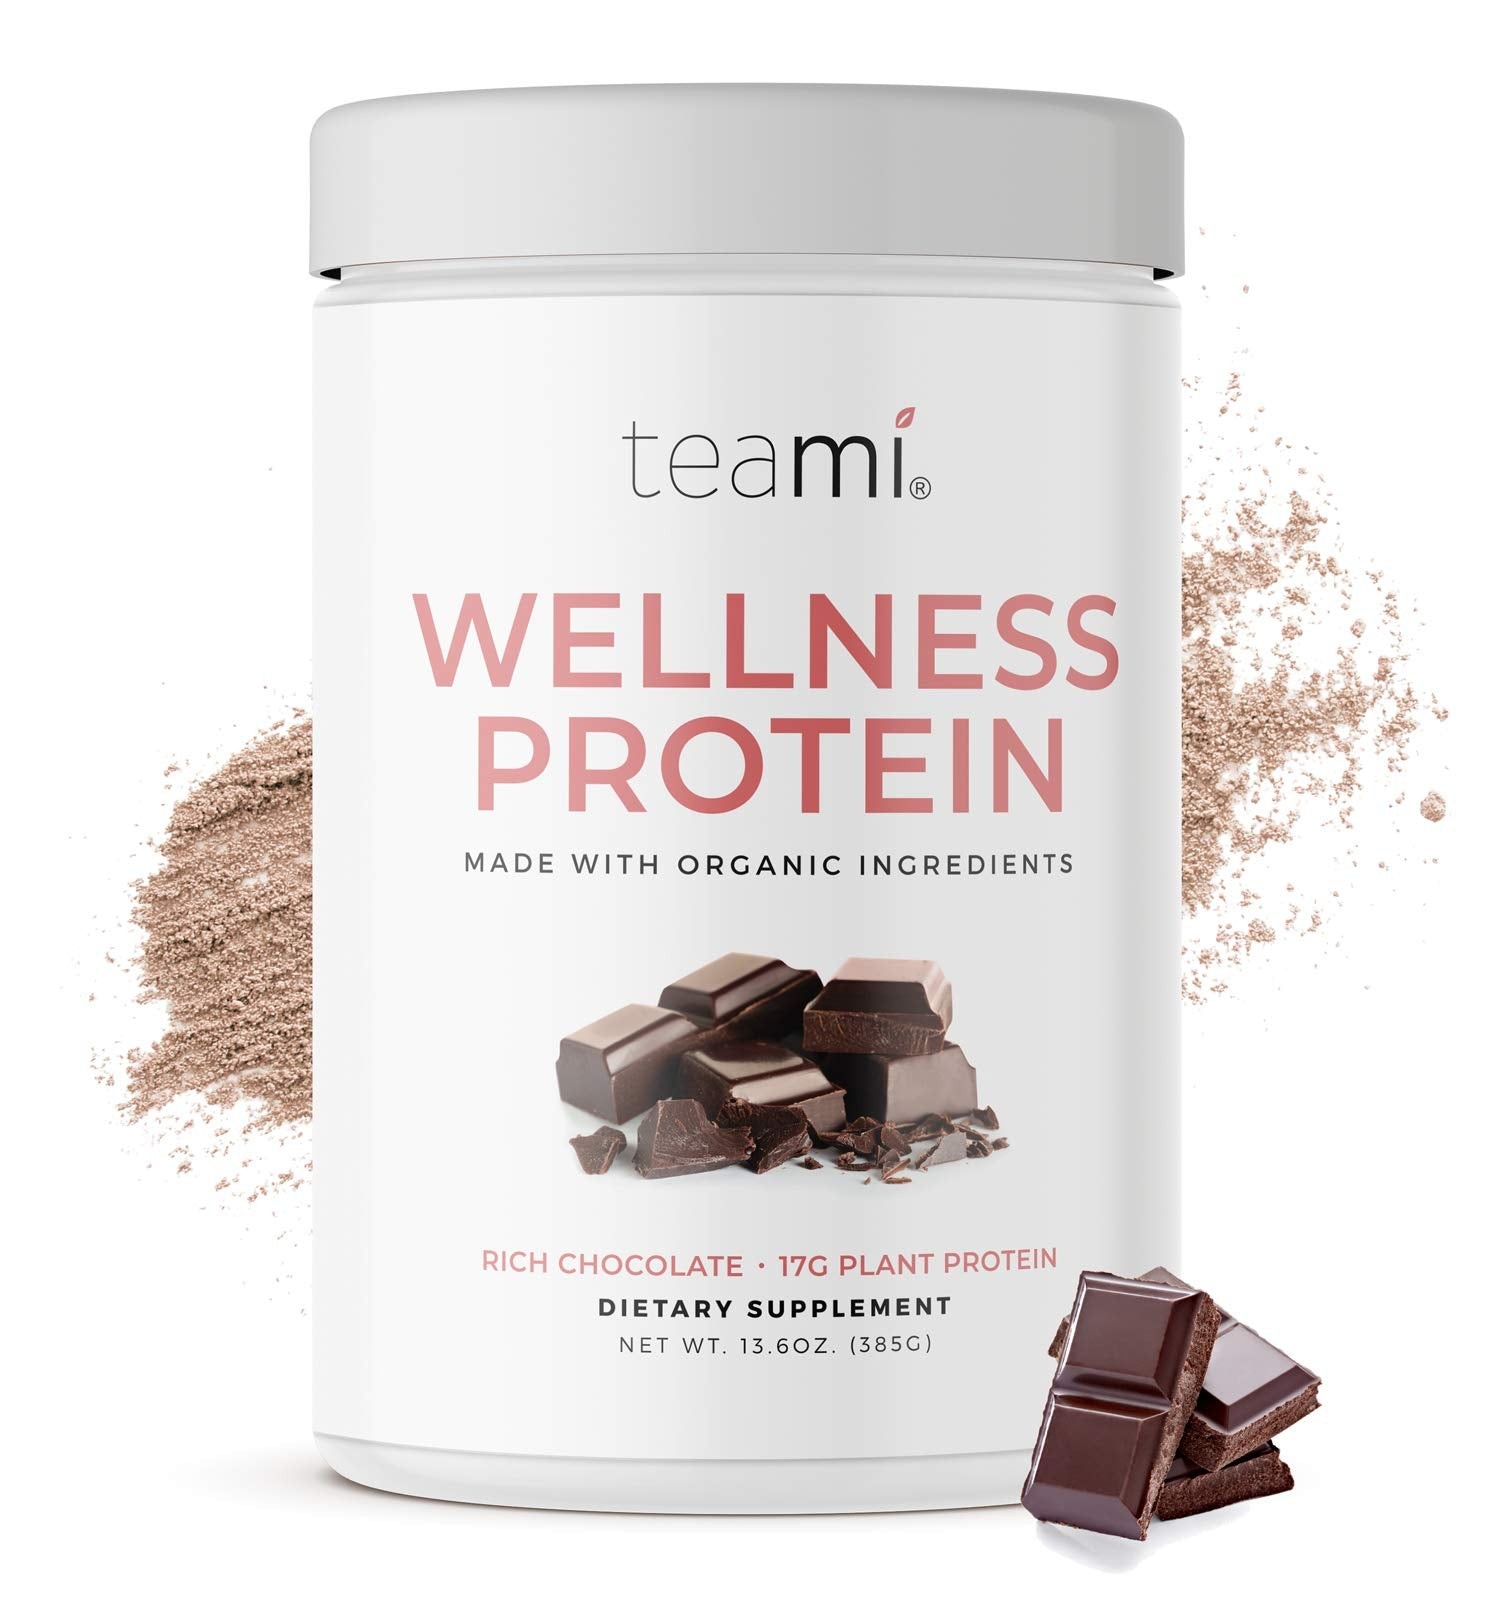 teami®
WELLNESS
PROTEIN
MADE WITH ORGANIC INGREDIENTS
RICH CHOCOLATE • 17G PLANT PROTEIN
DIETARY SUPPLEMENT
NET WT. 13.6OZ. (385G)